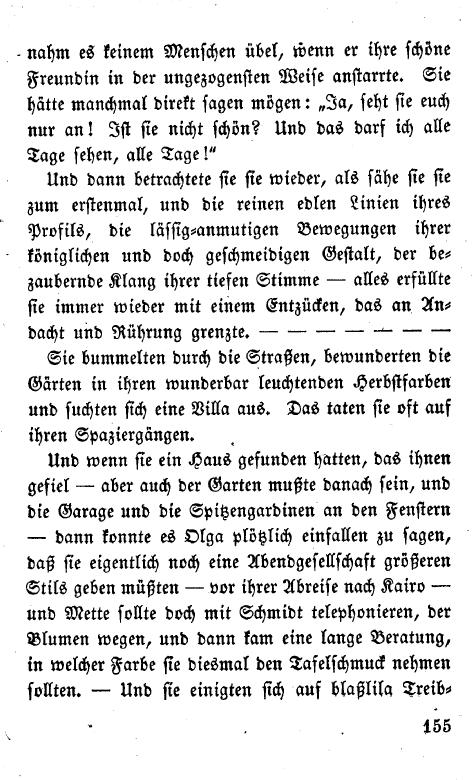 nahm es keinem Menschen übel, wenn er ihre schöne
Freundin in der ungezogensten Weise anstarrte. Sie
hätte manchmal direkt sagen mögen: „Ja, seht sie euch
nur an! Ist sie nicht schön? Und das darf ich alle
Tage sehen, alle Tage!“
Und dann betrachtete sie sie wieder, als sähe sie sie
zum erstenmal, und die reinen edlen Linien ihres
Profils, die lässig-anmutigen Bewegungen ihrer
königlichen und doch geschmeidigen Gestalt, der be-
zaubernde Klang ihrer tiefen Stimme — alles erfüllte
sie immer wieder mit einem Entzücken, das an An-
dacht und Rührung grenzte. — — — — — — —
Sie bummelten durch die Straßen, bewunderten die
Gärten in ihren wunderbar leuchtenden Herbstfarben
und suchten sich eine Villa aus. Das taten sie oft auf
ihren Spaziergängen.
Und wenn sie ein Haus gefunden hatten, das ihnen
gefiel — aber auch der Garten mußte danach sein, und
die Garage und die Spitzengardinen an den Fenstern
— dann konnte es Olga plötzlich einfallen zu sagen,
daß sie eigentlich noch eine Abendgesellschaft größeren
Stils geben müßten — vor ihrer Abreise nach Kairo —
und Mette sollte doch mit Schmidt telephonieren, der
Blumen wegen, und dann kam eine lange Beratung,
in welcher Farbe sie diesmal den Tafelschmuck nehmen
sollten. — Und sie einigten sich auf blaßlila Treib-
155